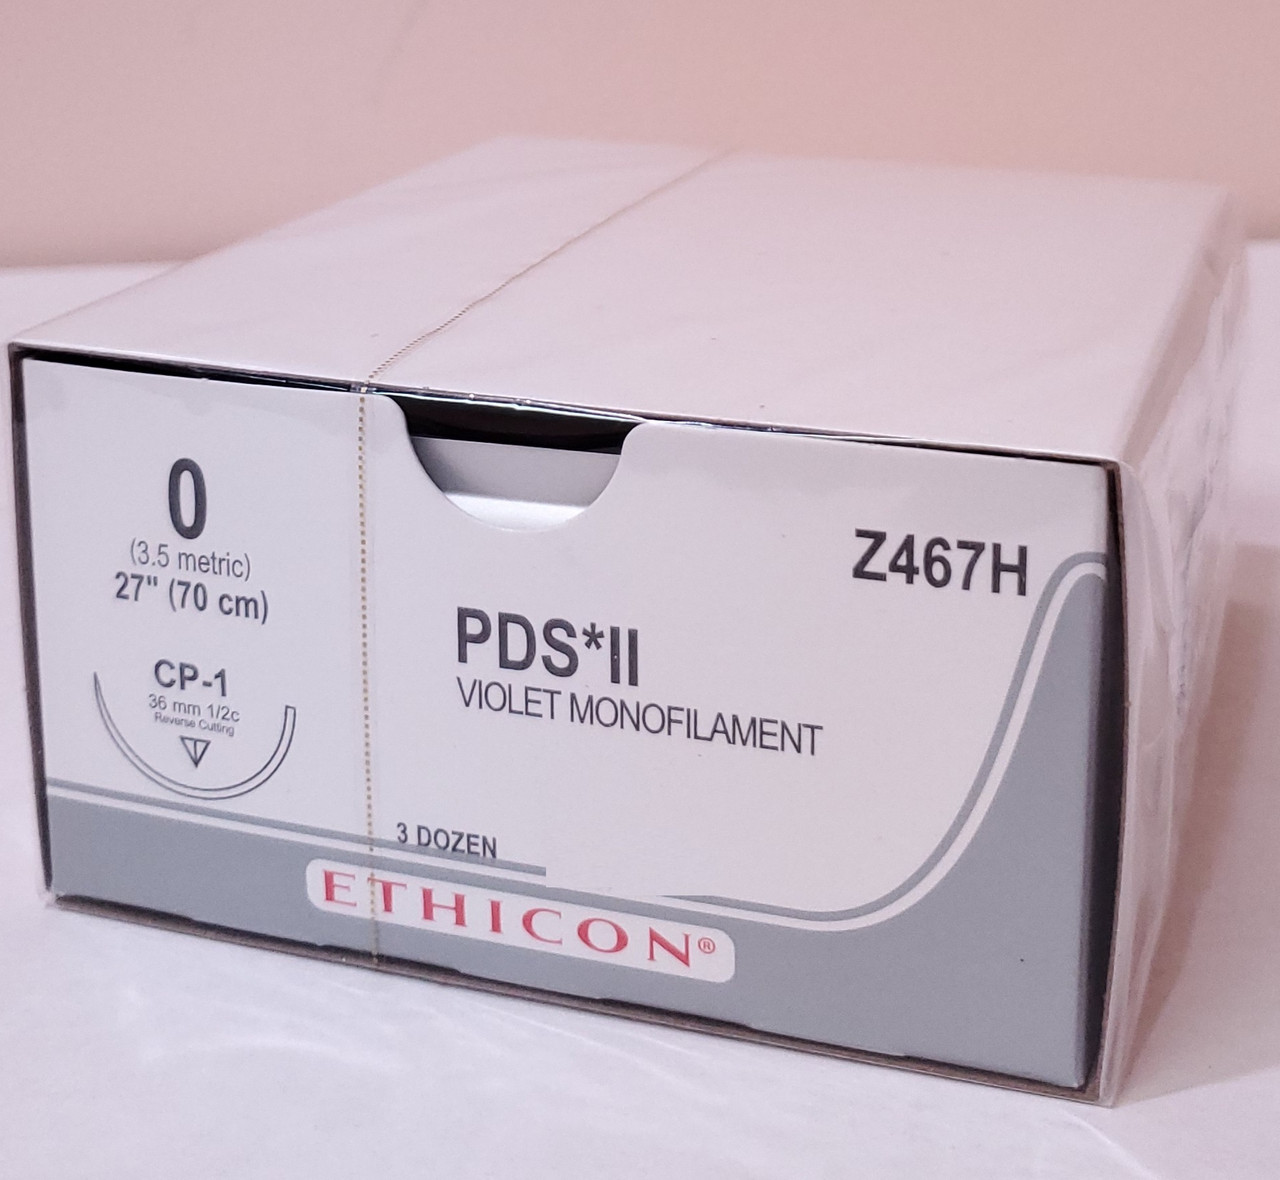 0
(3.5 metric)
27" (70 cm)
CP-1
36 mm 1/2c
Reverse Cutting
Z467H
PDS*II
VIOLET MONOFILAMENT
3 DOZEN
ETHICON®